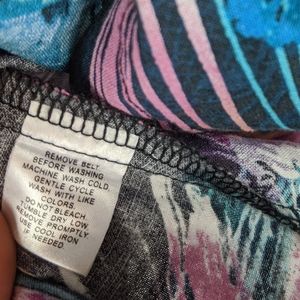 REMOVE BELT
BEFORE WASHING
MACHINE WASH COLD.
GENTLE CYCLE
WASH WITH LIKE
COLORS.
DO NOT BLEACH.
TUMBLE DRY LOW
REMOVE PROMPTLY.
USE COOL IRON
IF NEEDED.